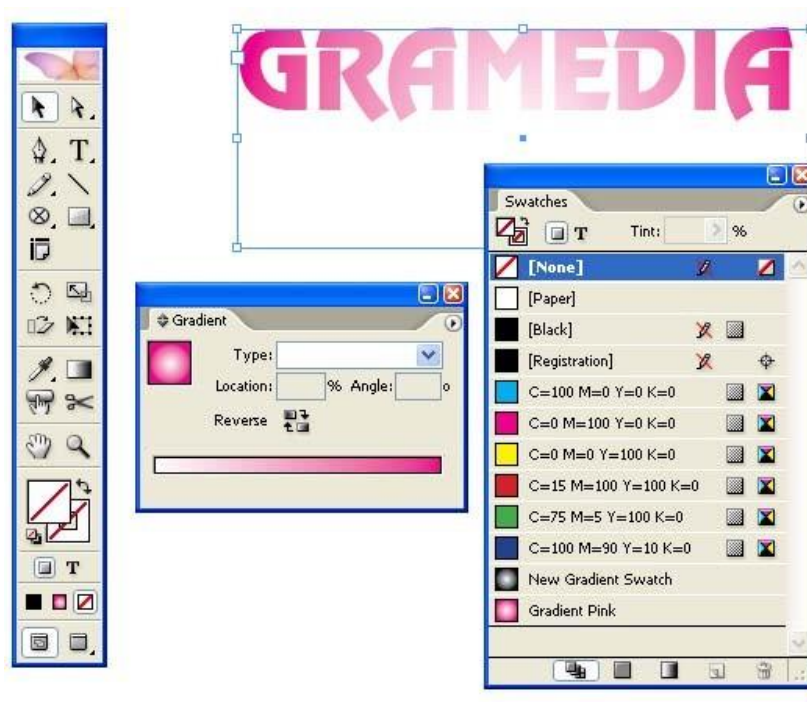 GRAMEDIA
T
T
Swatches
T Tint: %
[None]
[Paper]
[Black]
[Registration]
C=100 M=0 Y=0 K=0
C=0 M=100 Y=0 K=0
C=0 M=0 Y=100 K=0
C=15 M=100 Y=100 K=0
C=75 M=5 Y=100 K=0
C=100 M=90 Y=10 K=0
New Gradient Swatch
Gradient Pink
Gradient
Type:
Location: % Angle: °
Reverse